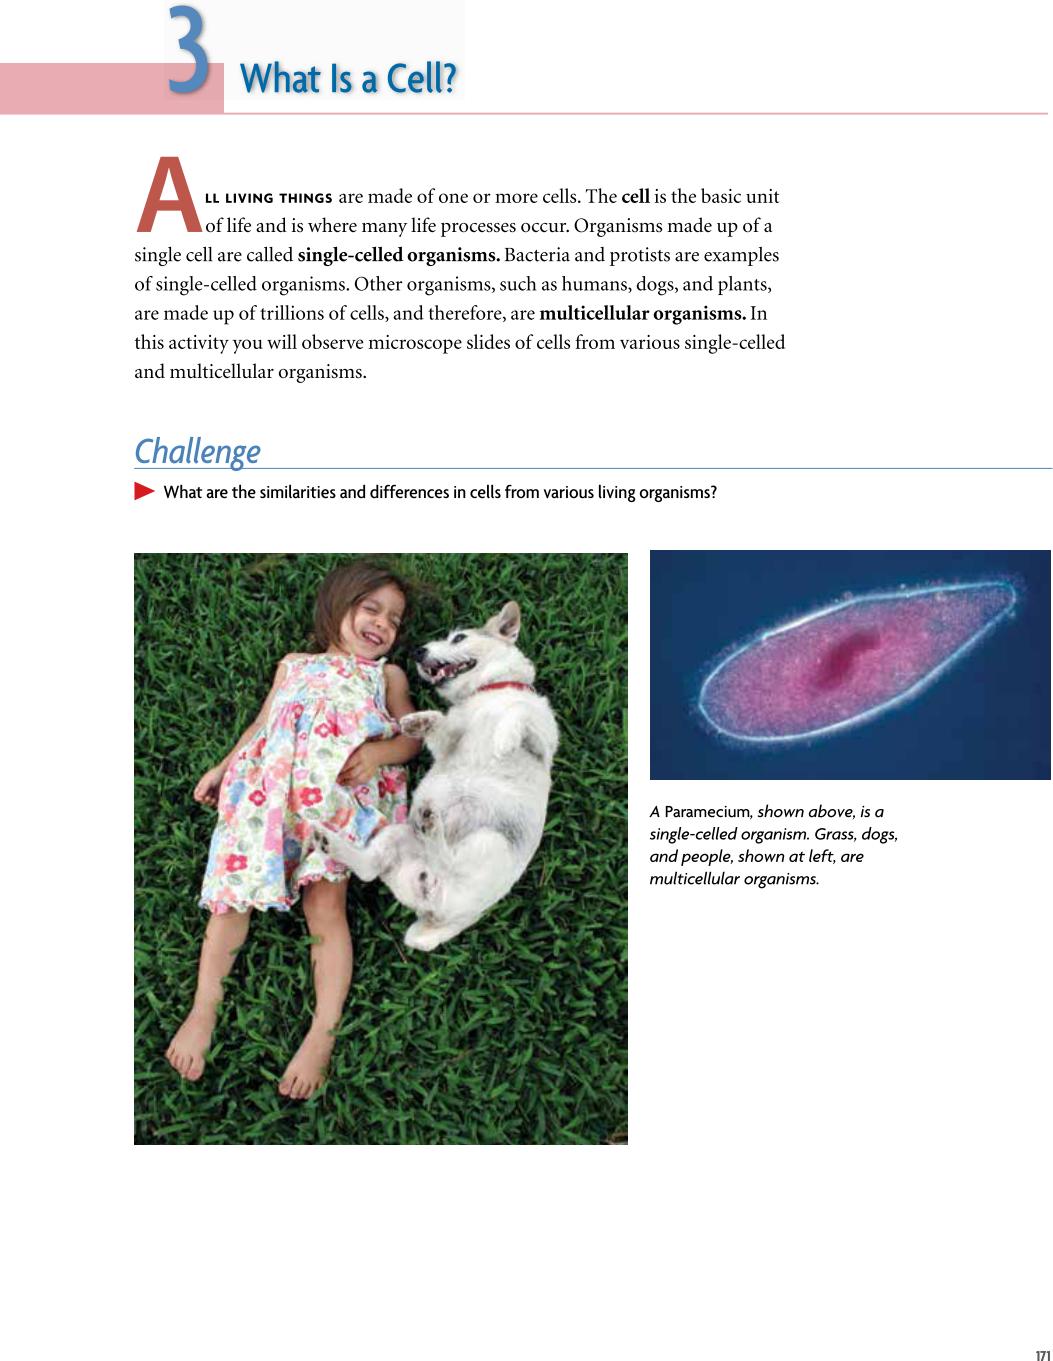 3
What Is a Cell?
ALL LIVING THINGS are made of one or more cells. The cell is the basic unit
of life and is where many life processes occur. Organisms made up of a
single cell are called single-celled organisms. Bacteria and protists are examples
of single-celled organisms. Other organisms, such as humans, dogs, and plants,
are made up of trillions of cells, and therefore, are multicellular organisms. In
this activity you will observe microscope slides of cells from various single-celled
and multicellular organisms.
Challenge
What are the similarities and differences in cells from various living organisms?
A Paramecium, shown above, is a
single-celled organism. Grass, dogs,
and people, shown at left, are
multicellular organisms.
171